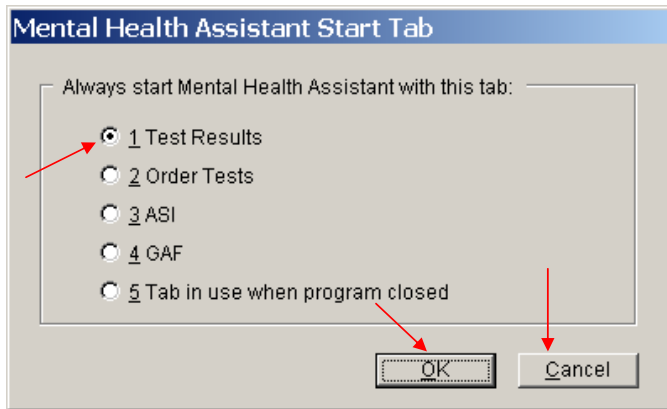 Mental Health Assistant Start Tab
Always start Mental Health Assistant with this tab:
1 Test Results
2 Order Tests
3 ASI
4 GAF
5 Tab in use when program closed
OK Cancel